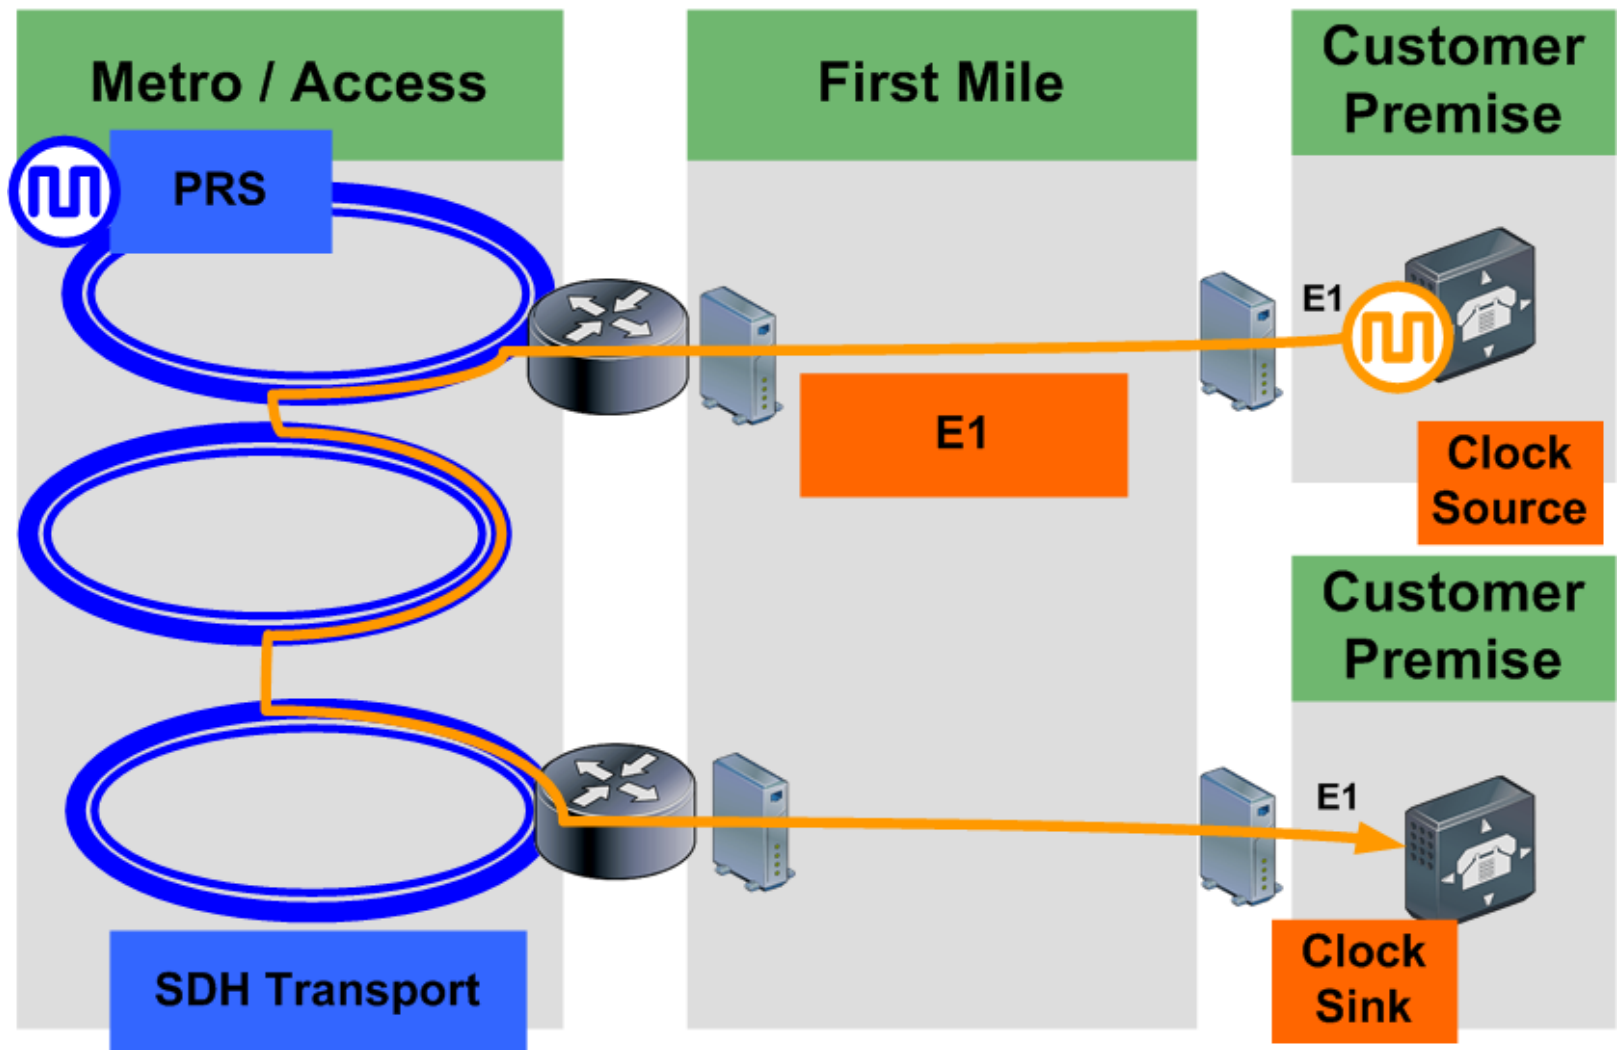 Metro / Access
First Mile
Customer
Premise
PRS
E1
E1
Clock
Source
Customer
Premise
E1
SDH Transport
Clock
Sink